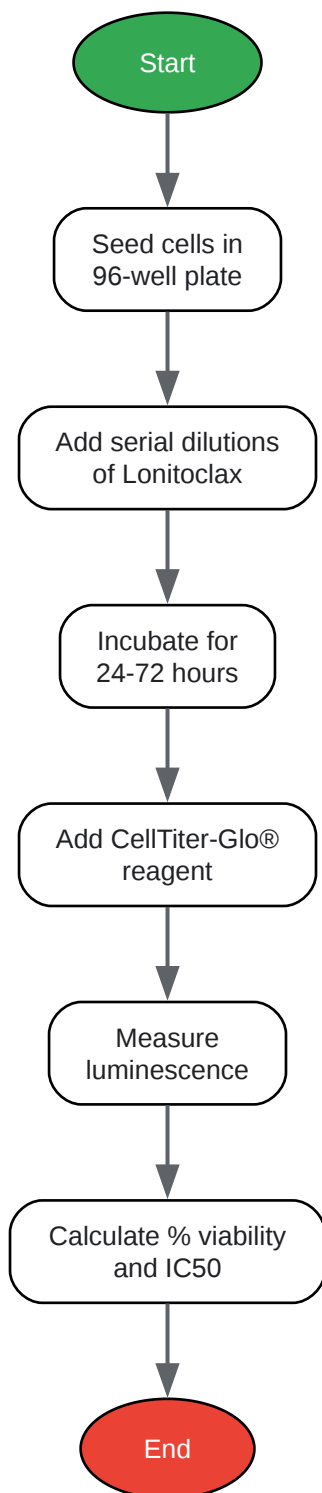 Start
Seed cells in
96-well plate
Add serial dilutions
of Lonitoclax
Incubate for
24-72 hours
Add CellTiter-Glo®
reagent
Measure
luminescence
Calculate % viability
and IC50
End